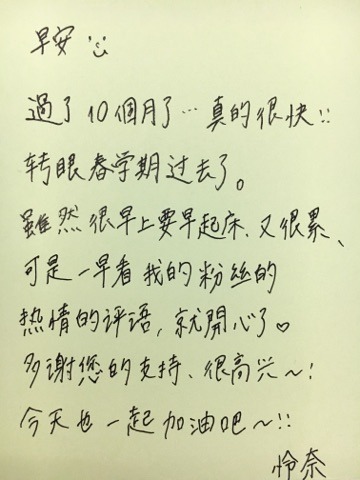 早安
過了10個月了…真的很快!!
转眼春学期过去了。
雖然很早上要早起床、又很累、
可是一早看我的粉絲的
热情的评语,就開心了♡
多谢您的支持、很高兴~!
今天也一起加油吧~!!
怜奈